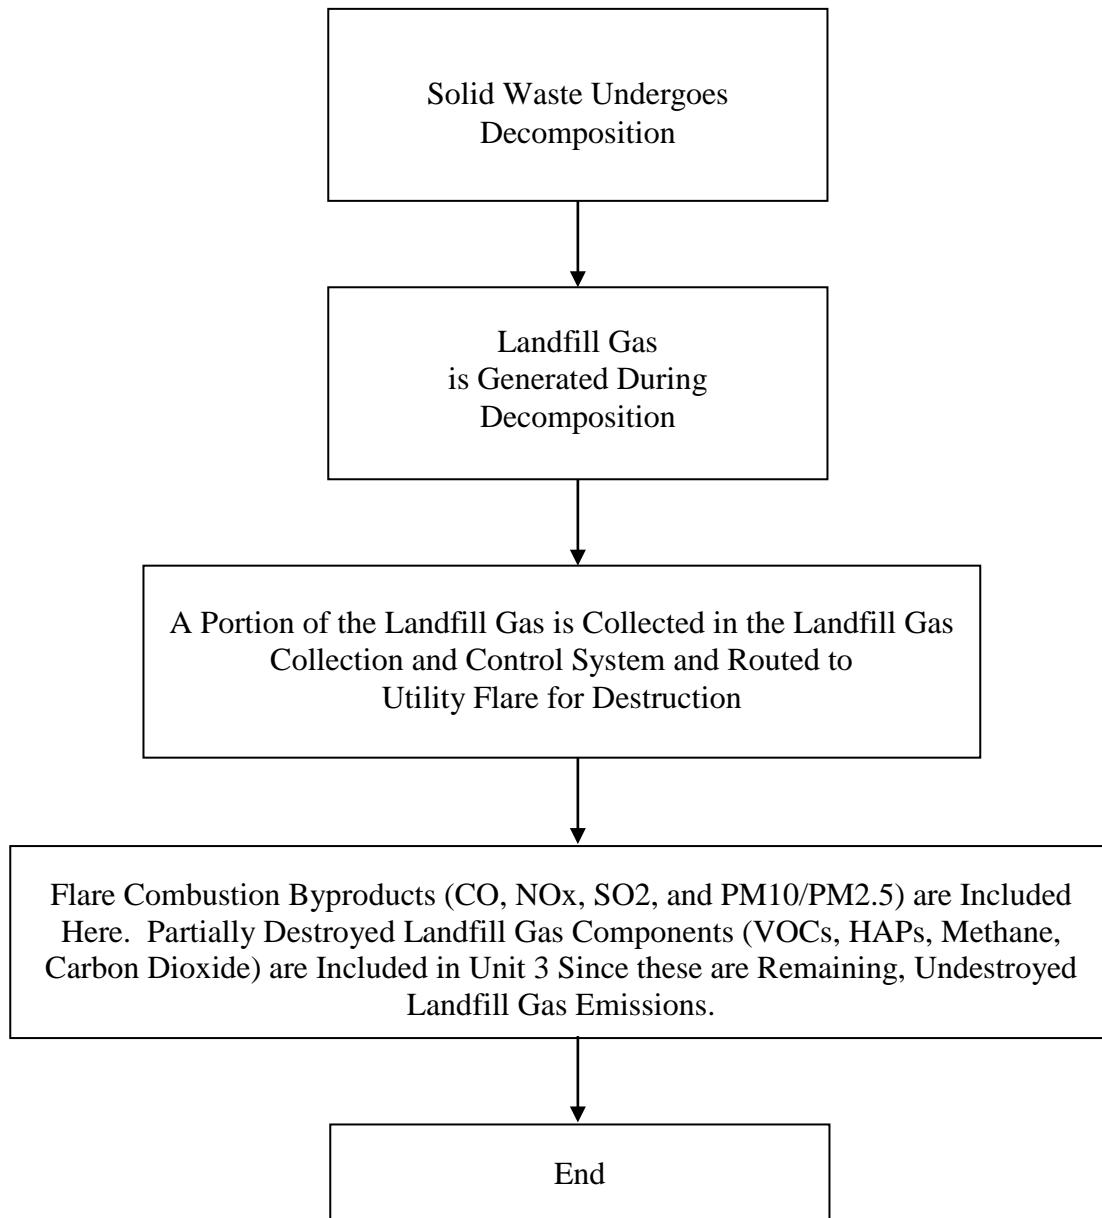 Solid Waste Undergoes
Decomposition
Landfill Gas
is Generated During
Decomposition
A Portion of the Landfill Gas is Collected in the Landfill Gas
Collection and Control System and Routed to
Utility Flare for Destruction
Flare Combustion Byproducts (CO, NOx, SO2, and PM10/PM2.5) are Included
Here.  Partially Destroyed Landfill Gas Components (VOCs, HAPs, Methane,
Carbon Dioxide) are Included in Unit 3 Since these are Remaining, Undestroyed
Landfill Gas Emissions.
End